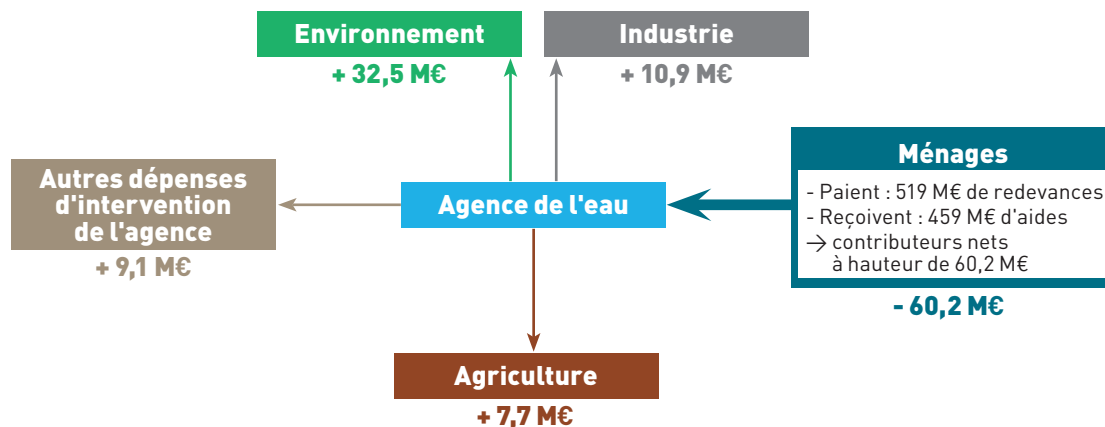 Environnement
+ 32,5 M€
Industrie
+ 10,9 M€
Autres dépenses
d'intervention
de l'agence
+ 9,1 M€
Agence de l'eau
Ménages
- Paient : 519 M€ de redevances
- Reçoivent : 459 M€ d'aides
→ contributeurs nets
à hauteur de 60,2 M€
- 60,2 M€
Agriculture
+ 7,7 M€